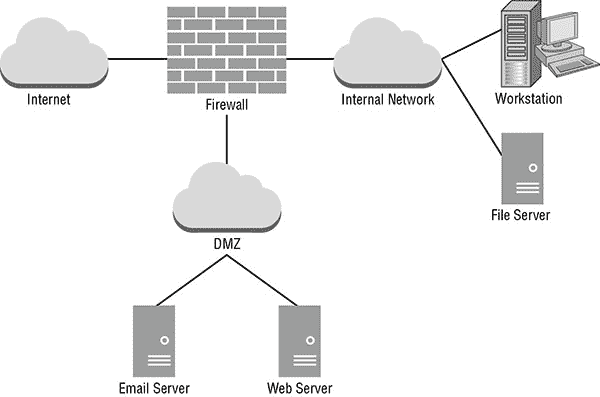 Internet
Firewall
Internal Network
Workstation
File Server
DMZ
Email Server
Web Server